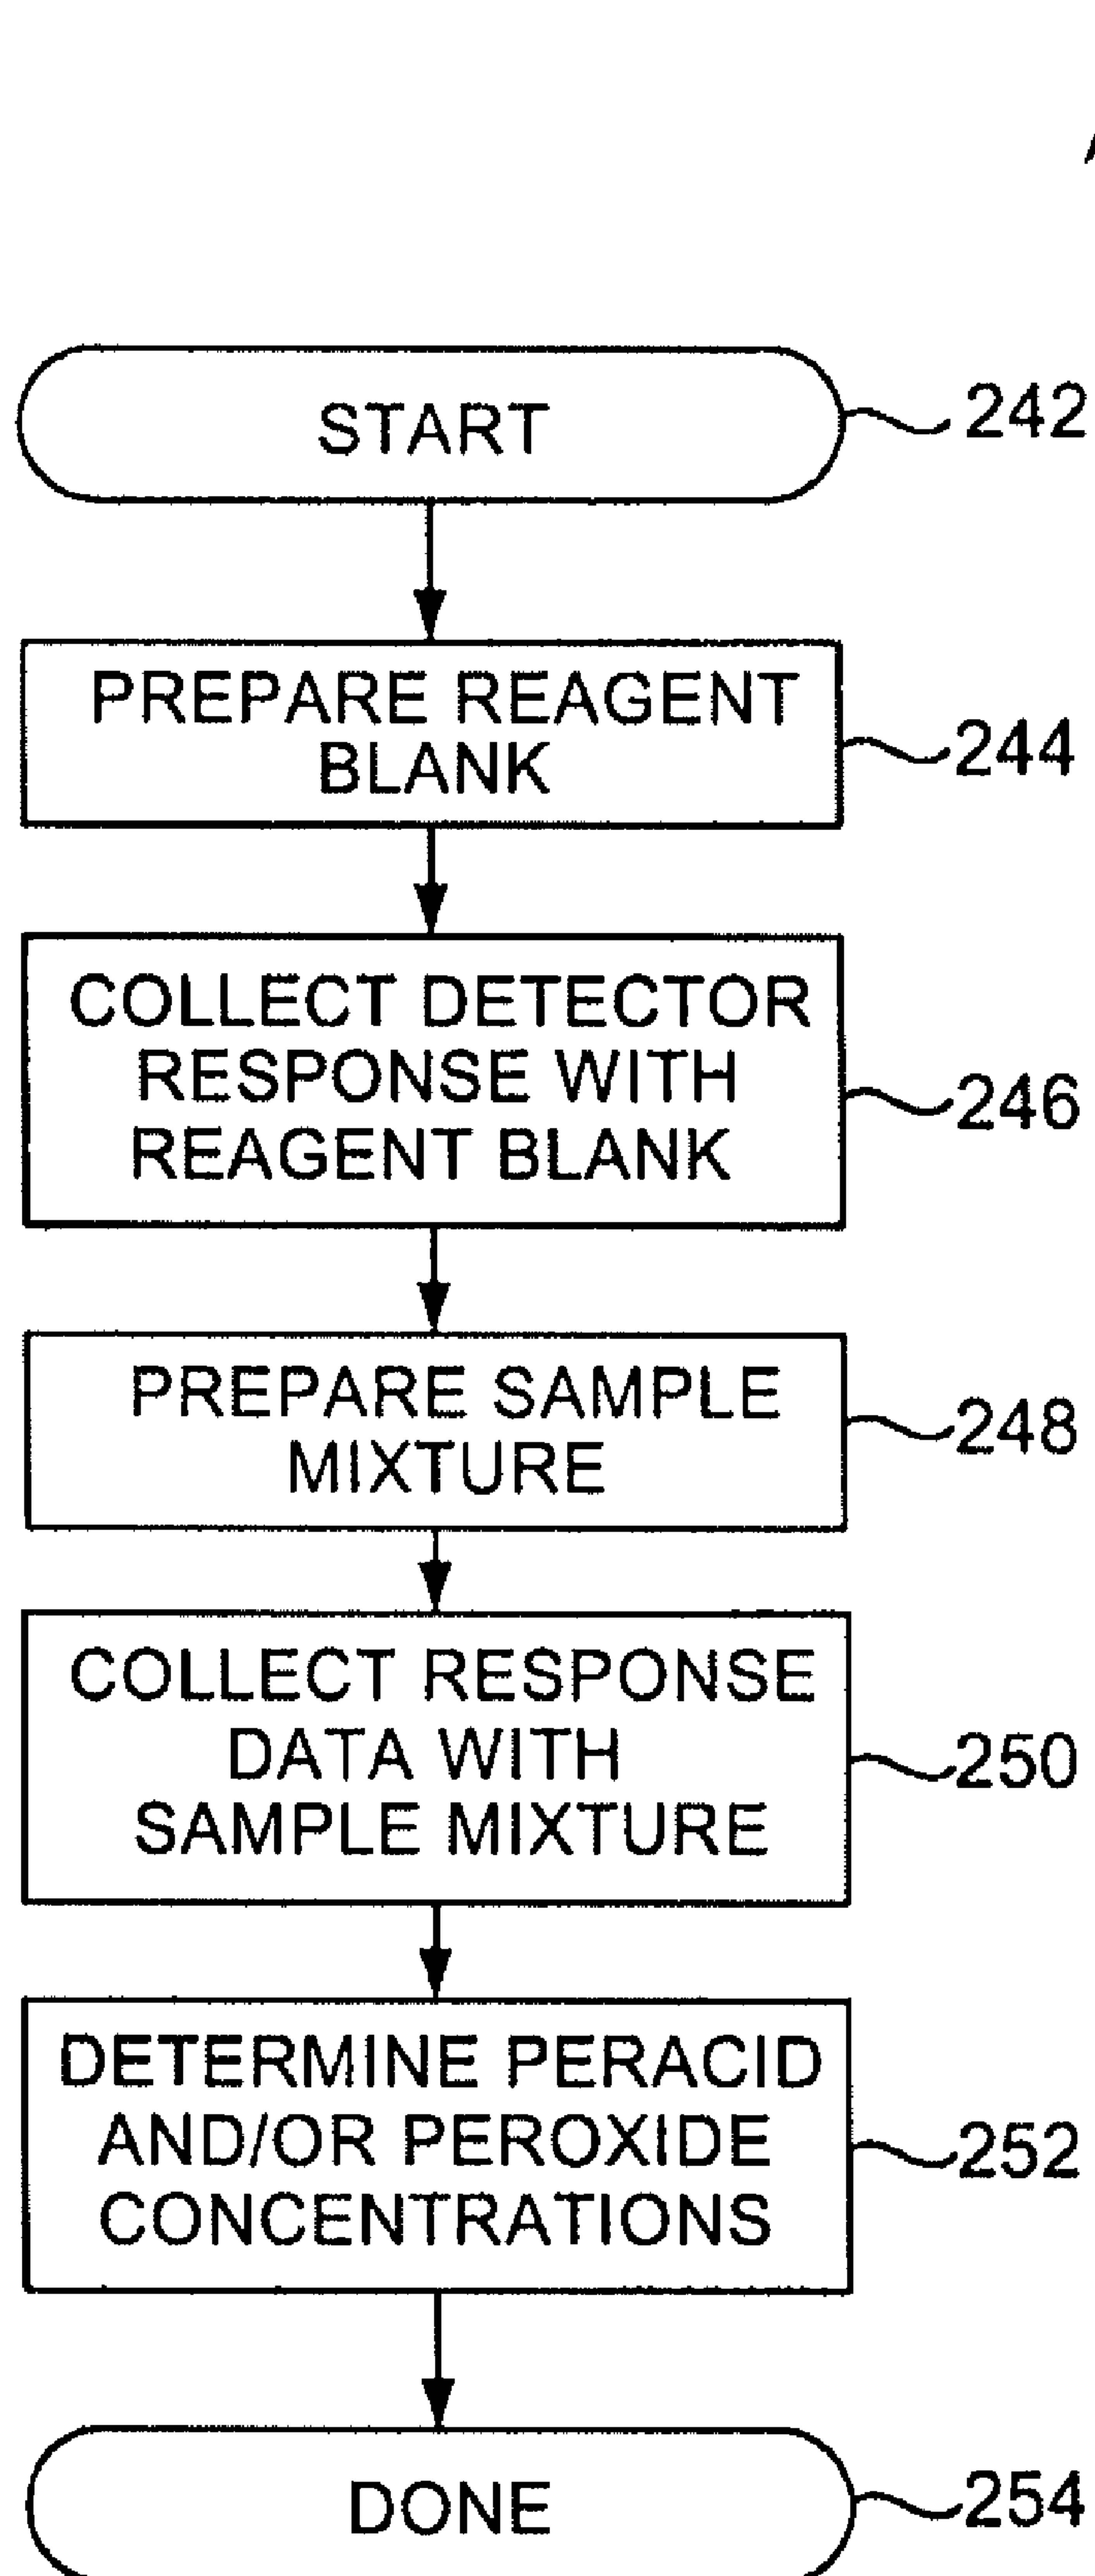 START
242
PREPARE REAGENT
BLANK
244
COLLECT DETECTOR
RESPONSE WITH
REAGENT BLANK
246
PREPARE SAMPLE
MIXTURE
248
COLLECT RESPONSE
DATA WITH
SAMPLE MIXTURE
250
DETERMINE PERACID
AND/OR PEROXIDE
CONCENTRATIONS
252
DONE
254